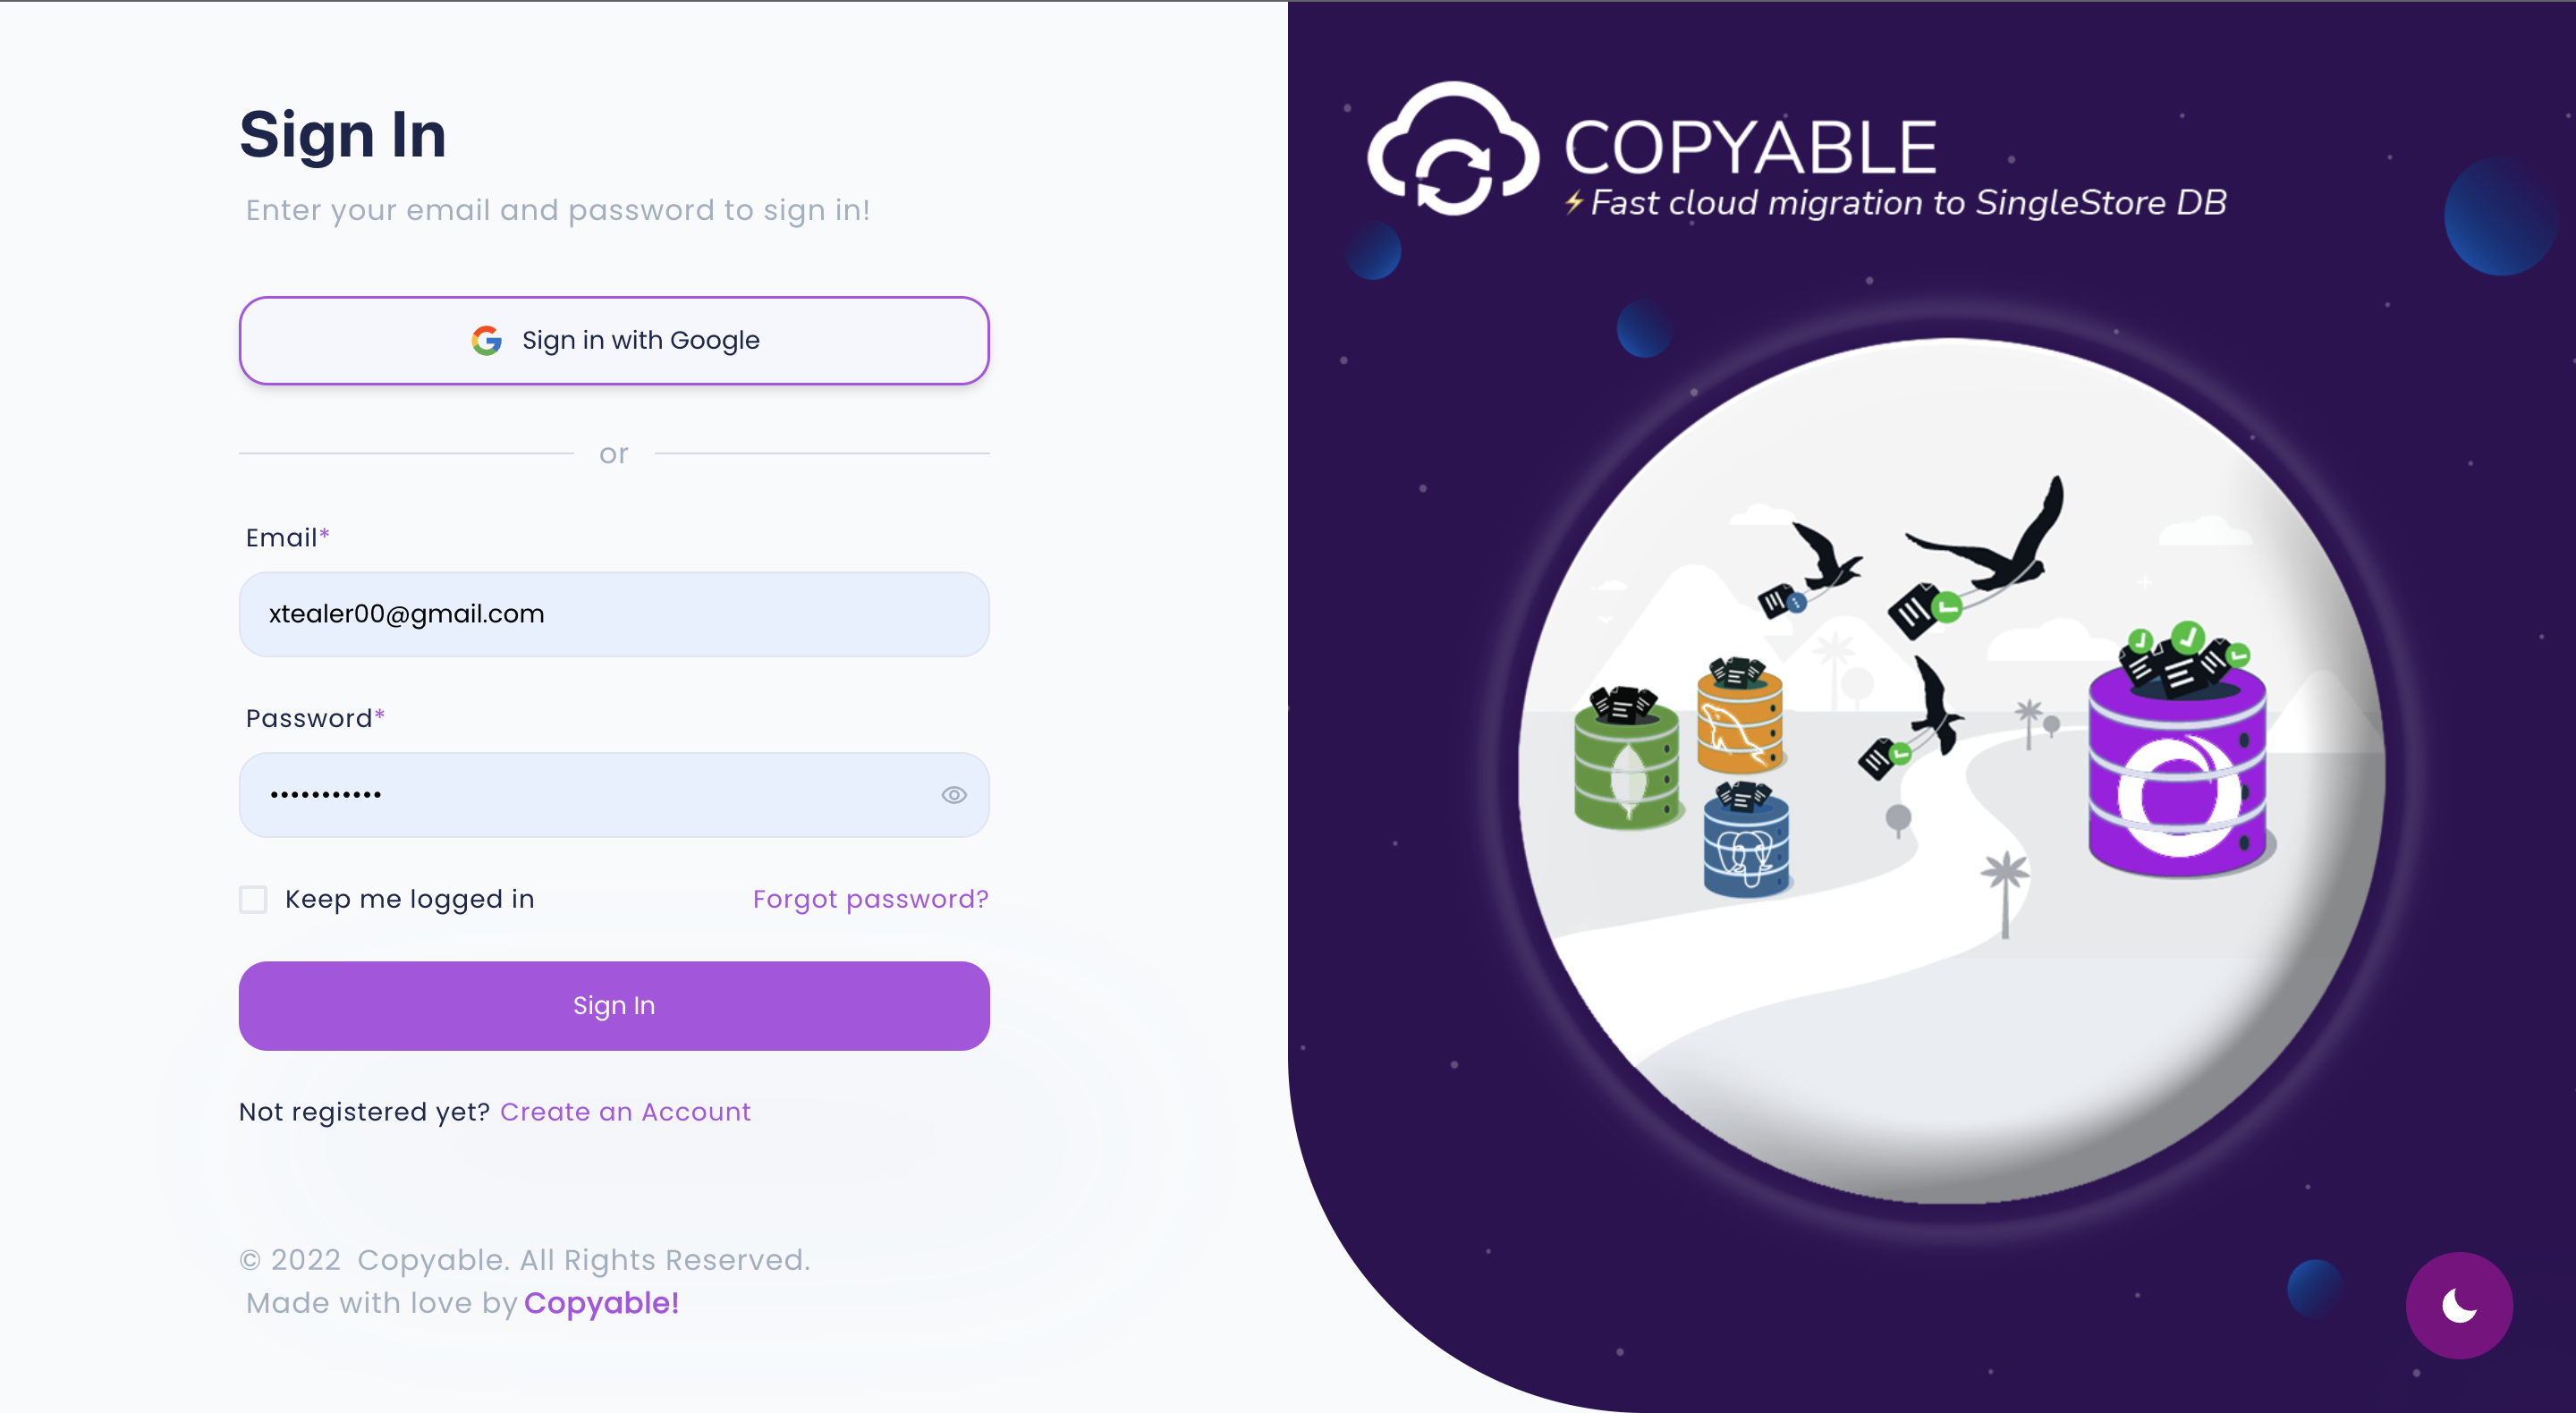 Sign In
Enter your email and password to sign in!
Sign in with Google
or
Email*
xtealer00@gmail.com
Password*
•••••••••••
Keep me logged in
Forgot password?
Sign In
Not registered yet? Create an Account
© 2022 Copyable. All Rights Reserved.
Made with love by Copyable!
COPYABLE
⚡Fast cloud migration to SingleStore DB